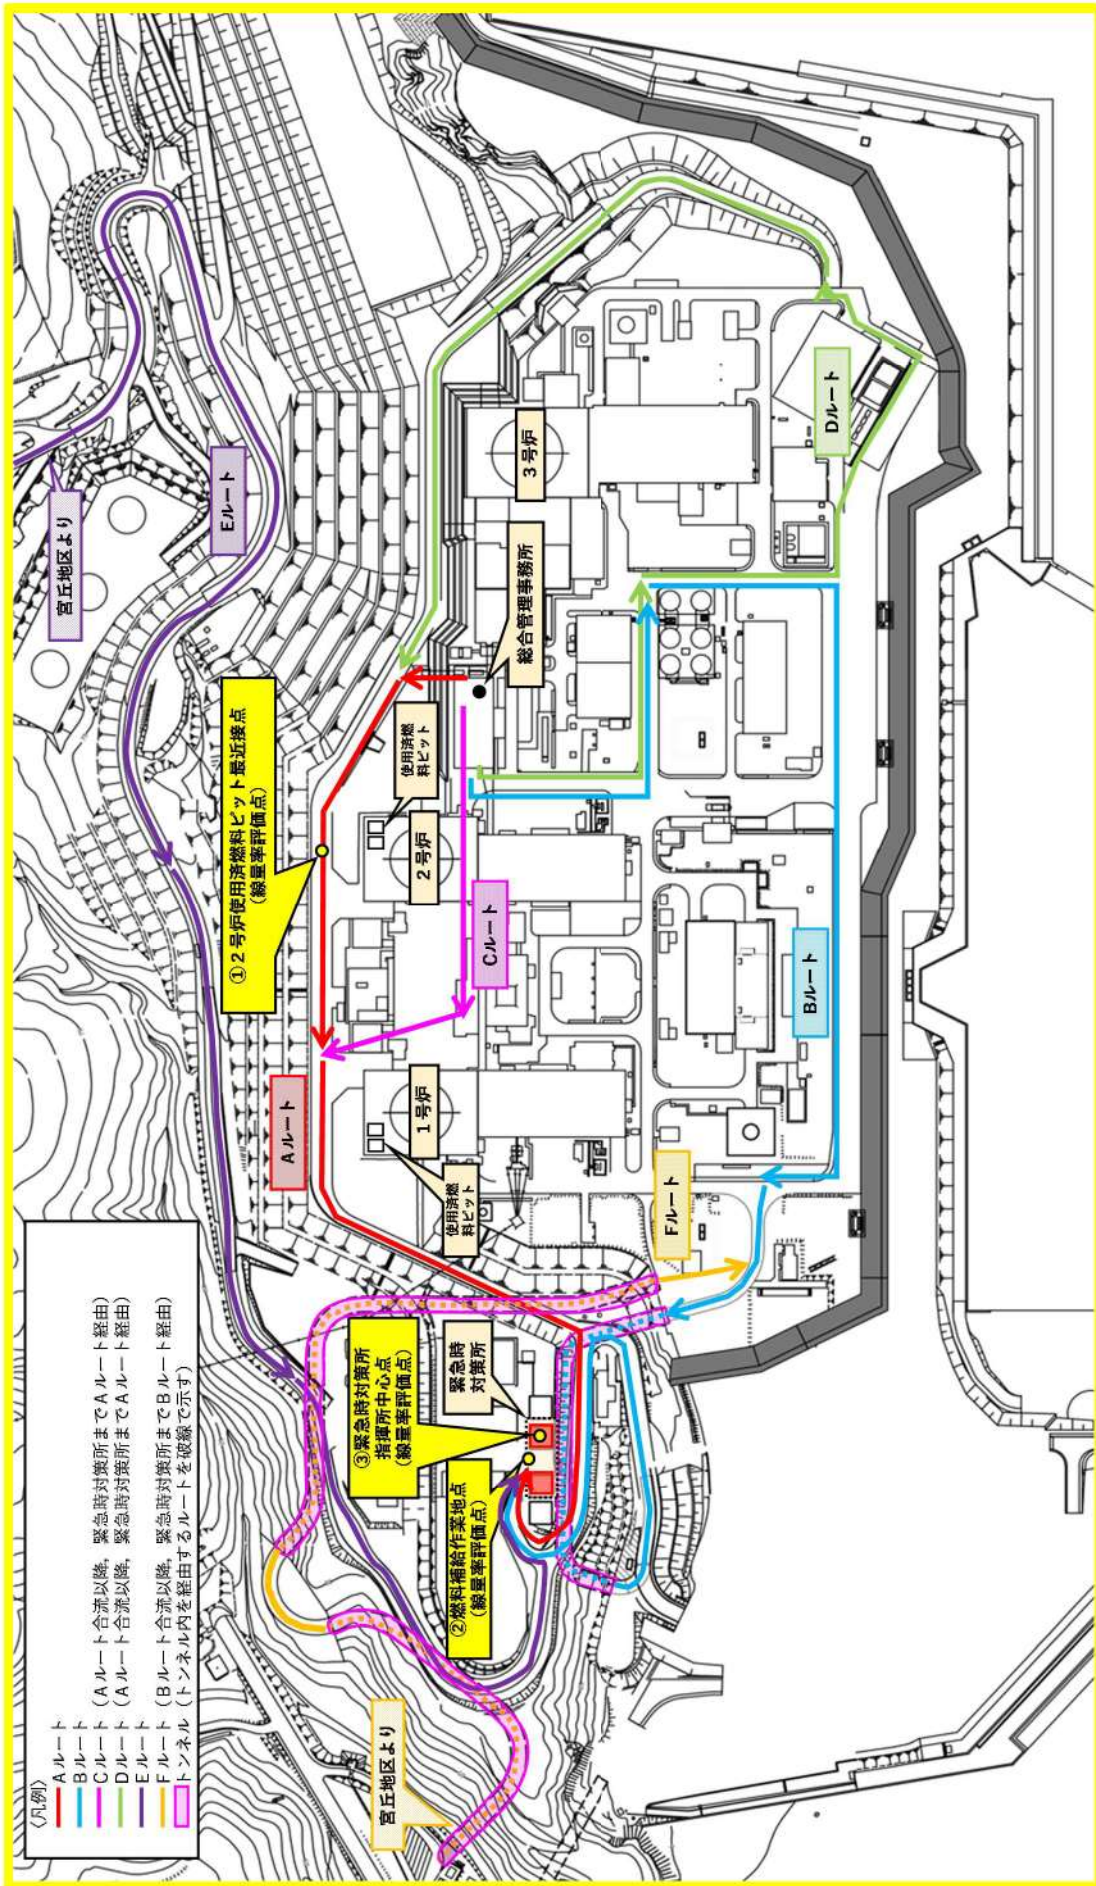 〈凡例〉
Aルート
Bルート
Cルート（Aルート合流以降，緊急時対策所までAルート経由）
Dルート（Aルート合流以降，緊急時対策所までAルート経由）
Eルート
Fルート（Bルート合流以降，緊急時対策所までBルート経由）
トンネル（トンネル内を経由するルートを破線で示す）
宮丘地区より
Eルート
①2号炉使用済燃料ピット最近接点
（線量率評価点）
Aルート
使用済燃
料ピット
2号炉
総合管理事務所
3号炉
Dルート
Cルート
1号炉
使用済燃
料ピット
Bルート
Fルート
③緊急時対策所
指揮所中心点
（線量率評価点）
緊急時
対策所
②燃料補給作業地点
（線量率評価点）
宮丘地区より